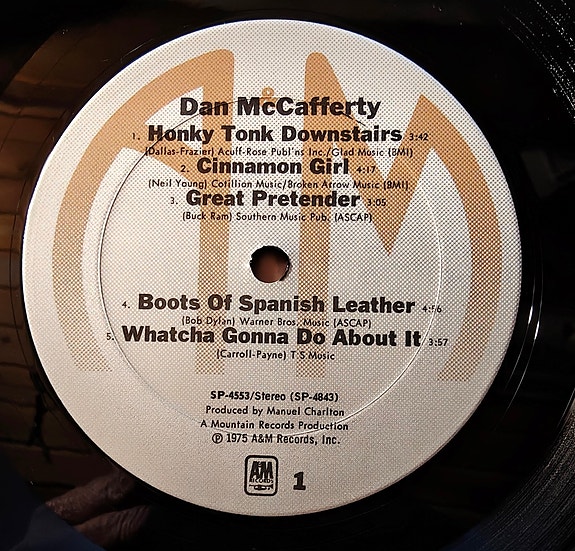 Dan McCafferty
1. Honky Tonk Downstairs 3:42
(Dallas-Frazier) Acuff-Rose Publ'ns Inc./Glad Music (BMI)
2. Cinnamon Girl 4:17
(Neil Young) Cotillion Music/Broken Arrow Music (BMI)
3. Great Pretender 3:05
(Buck Ram) Southern Music Pub. (ASCAP)
4. Boots Of Spanish Leather 4:56
(Bob Dylan) Warner Bros. Music (ASCAP)
5. Whatcha Gonna Do About It 3:57
(Carroll-Payne) T S Music
SP-4553/Stereo (SP-4843)
Produced by Manuel Charlton
A Mountain Records Production
℗ 1975 A&M Records, Inc.
A&M
RECORDS
1